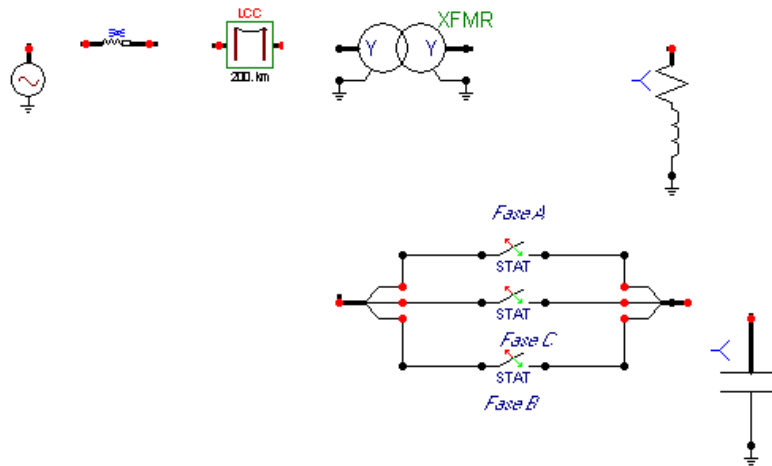 LCC
XFMR
Y Y
200. km
Fase A
STAT
STAT
Fase C
STAT
Fase B